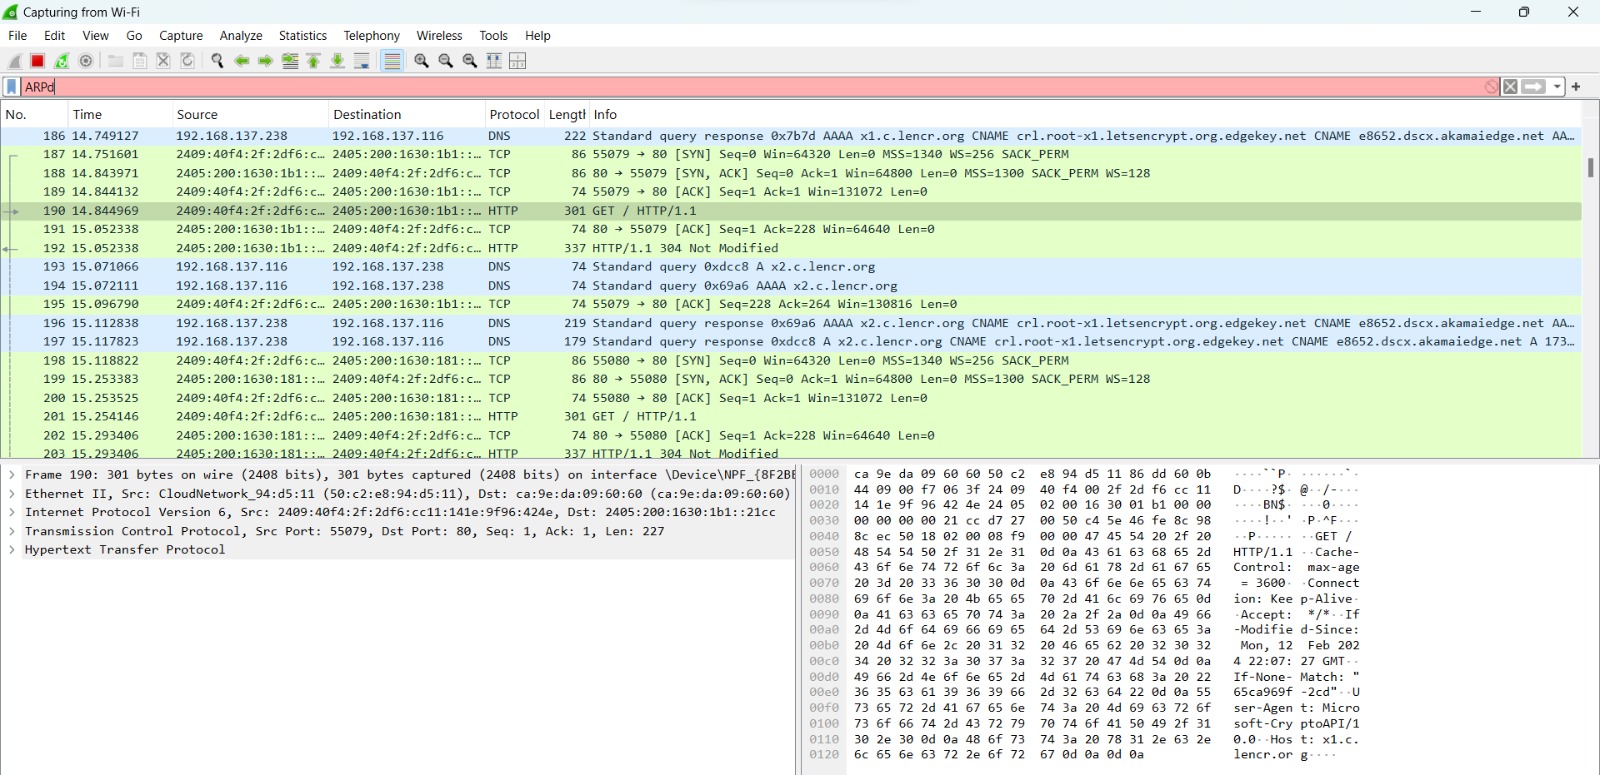 Capturing from Wi-Fi
File Edit View Go Capture Analyze Statistics Telephony Wireless Tools Help
ARPd
No. Time Source Destination Protocol Length Info
186 14.749127 192.168.137.238 192.168.137.116 DNS 222 Standard query response 0x7b7d AAAA x1.c.lencr.org CNAME crl.root-x1.letsencrypt.org.edgekey.net CNAME e8652.dscx.akamaiedge.net AA…
187 14.751601 2409:40f4:2f:2df6:c… 2405:200:1630:1b1::… TCP 86 55079 → 80 [SYN] Seq=0 Win=64320 Len=0 MSS=1340 WS=256 SACK_PERM
188 14.843971 2405:200:1630:1b1::… 2409:40f4:2f:2df6:c… TCP 86 80 → 55079 [SYN, ACK] Seq=0 Ack=1 Win=64800 Len=0 MSS=1300 SACK_PERM WS=128
189 14.844132 2409:40f4:2f:2df6:c… 2405:200:1630:1b1::… TCP 74 55079 → 80 [ACK] Seq=1 Ack=1 Win=131072 Len=0
190 14.844969 2409:40f4:2f:2df6:c… 2405:200:1630:1b1::… HTTP 301 GET / HTTP/1.1
191 15.052338 2405:200:1630:1b1::… 2409:40f4:2f:2df6:c… TCP 74 80 → 55079 [ACK] Seq=1 Ack=228 Win=64640 Len=0
192 15.052338 2405:200:1630:1b1::… 2409:40f4:2f:2df6:c… HTTP 337 HTTP/1.1 304 Not Modified
193 15.071066 192.168.137.116 192.168.137.238 DNS 74 Standard query 0xdcc8 A x2.c.lencr.org
194 15.072111 192.168.137.116 192.168.137.238 DNS 74 Standard query 0x69a6 AAAA x2.c.lencr.org
195 15.096790 2409:40f4:2f:2df6:c… 2405:200:1630:1b1::… TCP 74 55079 → 80 [ACK] Seq=228 Ack=264 Win=130816 Len=0
196 15.112838 192.168.137.238 192.168.137.116 DNS 219 Standard query response 0x69a6 AAAA x2.c.lencr.org CNAME crl.root-x1.letsencrypt.org.edgekey.net CNAME e8652.dscx.akamaiedge.net AA…
197 15.117823 192.168.137.238 192.168.137.116 DNS 179 Standard query response 0xdcc8 A x2.c.lencr.org CNAME crl.root-x1.letsencrypt.org.edgekey.net CNAME e8652.dscx.akamaiedge.net A 173…
198 15.118822 2409:40f4:2f:2df6:c… 2405:200:1630:181::… TCP 86 55080 → 80 [SYN] Seq=0 Win=64320 Len=0 MSS=1340 WS=256 SACK_PERM
199 15.253383 2405:200:1630:181::… 2409:40f4:2f:2df6:c… TCP 86 80 → 55080 [SYN, ACK] Seq=0 Ack=1 Win=64800 Len=0 MSS=1300 SACK_PERM WS=128
200 15.253525 2409:40f4:2f:2df6:c… 2405:200:1630:181::… TCP 74 55080 → 80 [ACK] Seq=1 Ack=1 Win=131072 Len=0
201 15.254146 2409:40f4:2f:2df6:c… 2405:200:1630:181::… HTTP 301 GET / HTTP/1.1
202 15.293406 2405:200:1630:181::… 2409:40f4:2f:2df6:c… TCP 74 80 → 55080 [ACK] Seq=1 Ack=228 Win=64640 Len=0
203 15.293406 2405:200:1630:181::… 2409:40f4:2f:2df6:c… HTTP 337 HTTP/1.1 304 Not Modified
Frame 190: 301 bytes on wire (2408 bits), 301 bytes captured (2408 bits) on interface \Device\NPF_{8F2BE
Ethernet II, Src: CloudNetwork_94:d5:11 (50:c2:e8:94:d5:11), Dst: ca:9e:da:09:60:60 (ca:9e:da:09:60:60)
Internet Protocol Version 6, Src: 2409:40f4:2f:2df6:cc11:141e:9f96:424e, Dst: 2405:200:1630:1b1::21cc
Transmission Control Protocol, Src Port: 55079, Dst Port: 80, Seq: 1, Ack: 1, Len: 227
Hypertext Transfer Protocol
0000 ca 9e da 09 60 60 50 c2 e8 94 d5 11 86 dd 60 0b ····``P· ······`·
0010 44 09 00 f7 06 3f 24 09 40 f4 00 2f 2d f6 cc 11 D····?$· @··/-···
0020 14 1e 9f 96 42 4e 24 05 02 00 16 30 01 b1 00 00 ····BN$· ···0····
0030 00 00 00 00 21 cc d7 27 00 50 c4 5e 46 fe 8c 98 ····!··' ·P·^F···
0040 8c ec 50 18 02 00 08 f9 00 00 47 45 54 20 2f 20 ··P····· ··GET / 
0050 48 54 54 50 2f 31 2e 31 0d 0a 43 61 63 68 65 2d HTTP/1.1 ··Cache-
0060 43 6f 6e 74 72 6f 6c 3a 20 6d 61 78 2d 61 67 65 Control: max-age
0070 20 3d 20 33 36 30 30 0d 0a 43 6f 6e 6e 65 63 74 = 3600· ·Connect
0080 69 6f 6e 3a 20 4b 65 65 70 2d 41 6c 69 76 65 0d ion: Kee p-Alive·
0090 0a 41 63 63 65 70 74 3a 20 2a 2f 2a 0d 0a 49 66 ·Accept: */*··If
00a0 2d 4d 6f 64 69 66 69 65 64 2d 53 69 6e 63 65 3a -Modifie d-Since:
00b0 20 4d 6f 6e 2c 20 31 32 20 46 65 62 20 32 30 32 Mon, 12 Feb 202
00c0 34 20 32 32 3a 30 37 3a 32 37 20 47 4d 54 0d 0a 4 22:07: 27 GMT··
00d0 49 66 2d 4e 6f 6e 65 2d 4d 61 74 63 68 3a 20 22 If-None- Match: "
00e0 36 35 63 61 39 36 39 66 2d 32 63 64 22 0d 0a 55 65ca969f -2cd"··U
00f0 73 65 72 2d 41 67 65 6e 74 3a 20 4d 69 63 72 6f ser-Agen t: Micro
0100 73 6f 66 74 2d 43 72 79 70 74 6f 41 50 49 2f 31 soft-Cry ptoAPI/1
0110 30 2e 30 0d 0a 48 6f 73 74 3a 20 78 31 2e 63 2e 0.0··Hos t: x1.c.
0120 6c 65 6e 63 72 2e 6f 72 67 0d 0a 0d 0a lencr.or g····